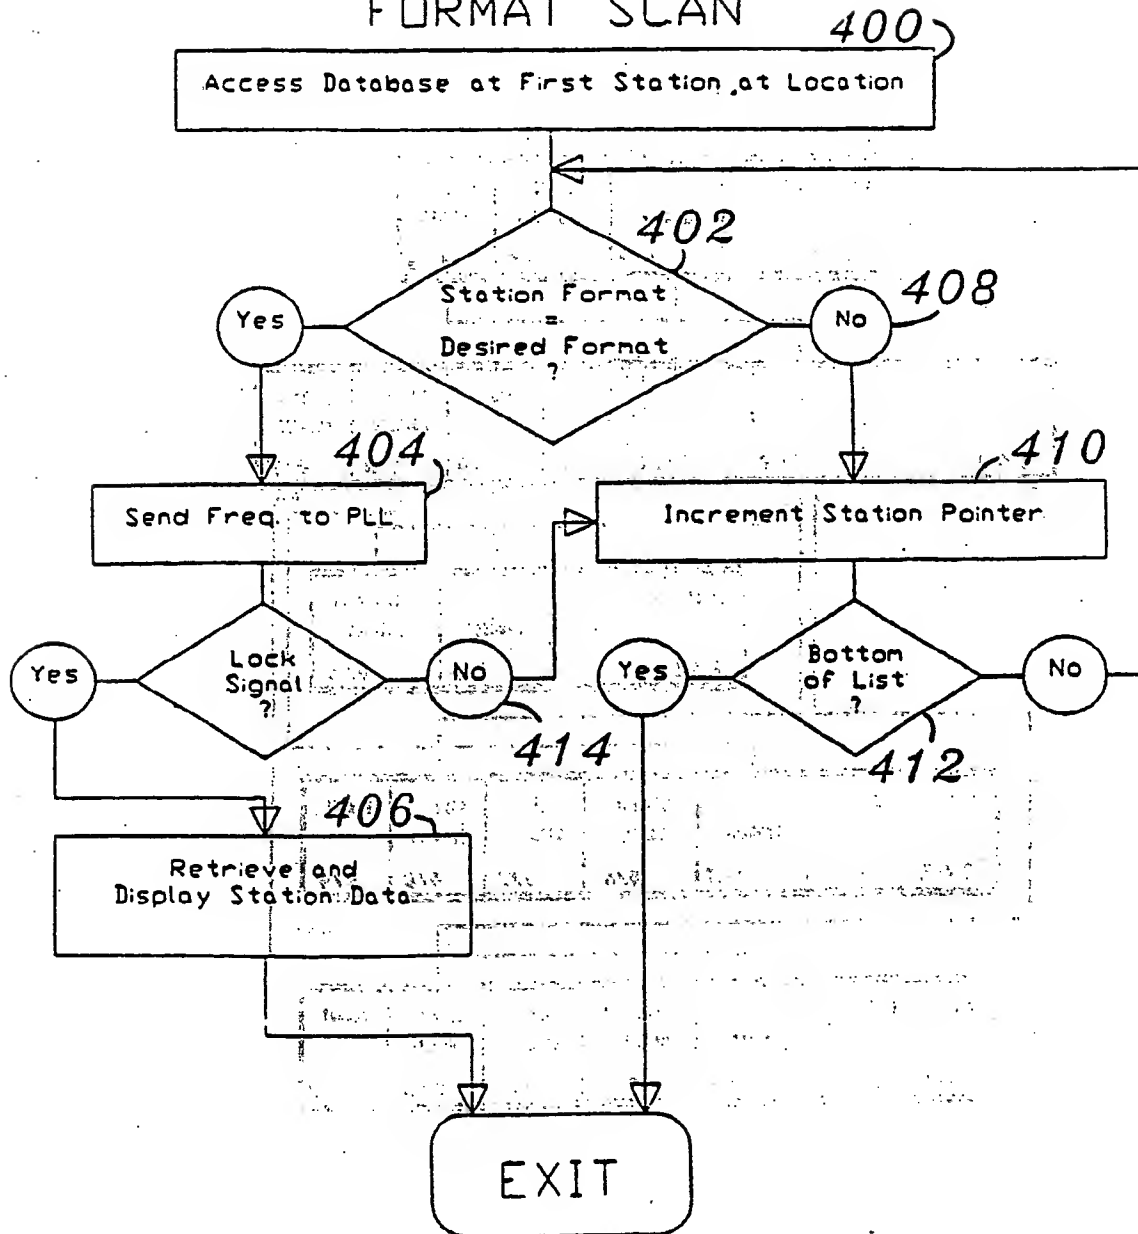 FORMAT SCAN
400
Access Database at First Station at Location
402
Station Format
=
Desired Format
?
Yes
No
408
404
Send Freq. to PLL
410
Increment Station Pointer
Lock
Signal
?
Yes
No
414
Bottom
of List
?
Yes
No
412
406
Retrieve and
Display Station Data
EXIT